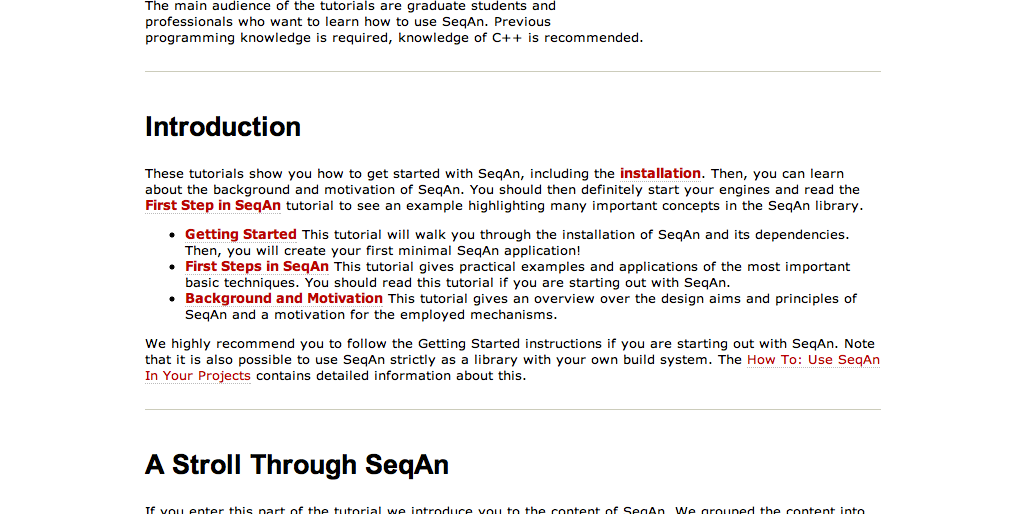 The main audience of the tutorials are graduate students and
professionals who want to learn how to use SeqAn. Previous
programming knowledge is required, knowledge of C++ is recommended.
Introduction
These tutorials show you how to get started with SeqAn, including the installation. Then, you can learn
about the background and motivation of SeqAn. You should then definitely start your engines and read the
First Step in SeqAn tutorial to see an example highlighting many important concepts in the SeqAn library.
• Getting Started This tutorial will walk you through the installation of SeqAn and its dependencies.
Then, you will create your first minimal SeqAn application!
• First Steps in SeqAn This tutorial gives practical examples and applications of the most important
basic techniques. You should read this tutorial if you are starting out with SeqAn.
• Background and Motivation This tutorial gives an overview over the design aims and principles of
SeqAn and a motivation for the employed mechanisms.
We highly recommend you to follow the Getting Started instructions if you are starting out with SeqAn. Note
that it is also possible to use SeqAn strictly as a library with your own build system. The How To: Use SeqAn
In Your Projects contains detailed information about this.
A Stroll Through SeqAn
If you enter this part of the tutorial we introduce you to the content of SeqAn. We grouped the content into